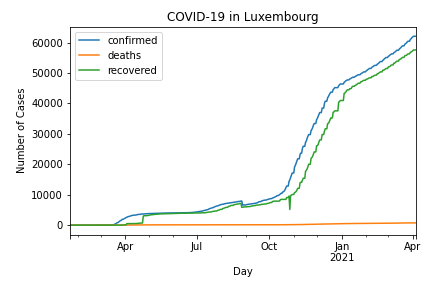 COVID-19 in Luxembourg
confirmed
deaths
recovered
Number of Cases
60000
50000
40000
30000
20000
10000
0
Apr
Jul
Oct
Jan
2021
Apr
Day